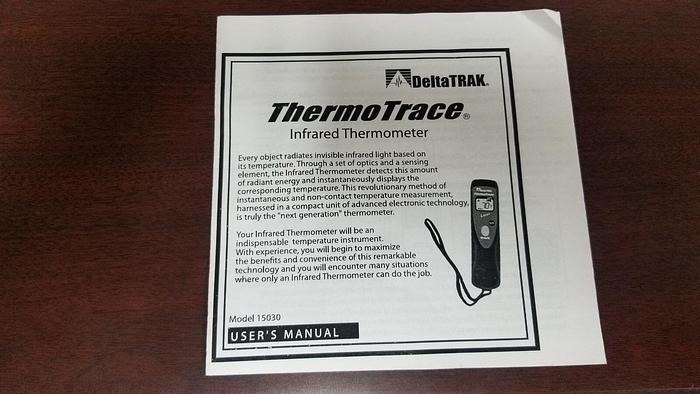 DeltaTRAK®
ThermoTrace®
Infrared Thermometer
Every object radiates invisible infrared light based on
its temperature. Through a set of optics and a sensing
element, the Infrared Thermometer detects this amount
of radiant energy and instantaneously displays the
corresponding temperature. This revolutionary method of
instantaneous and non-contact temperature measurement,
harnessed in a compact unit of advanced electronic technology,
is truly the "next generation" thermometer.
Your Infrared Thermometer will be an
indispensable temperature instrument.
With experience, you will begin to maximize
the benefits and convenience of this remarkable
technology and you will encounter many situations
where only an Infrared Thermometer can do the job.
Model 15030
USER'S MANUAL